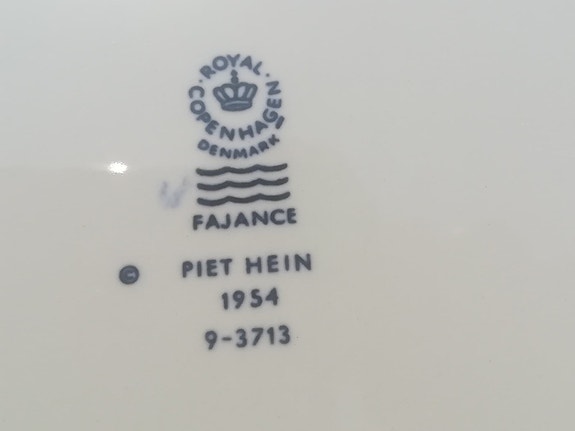 ROYAL
COPENHAGEN
DENMARK
FAJANCE
© PIET HEIN
1954
9-3713